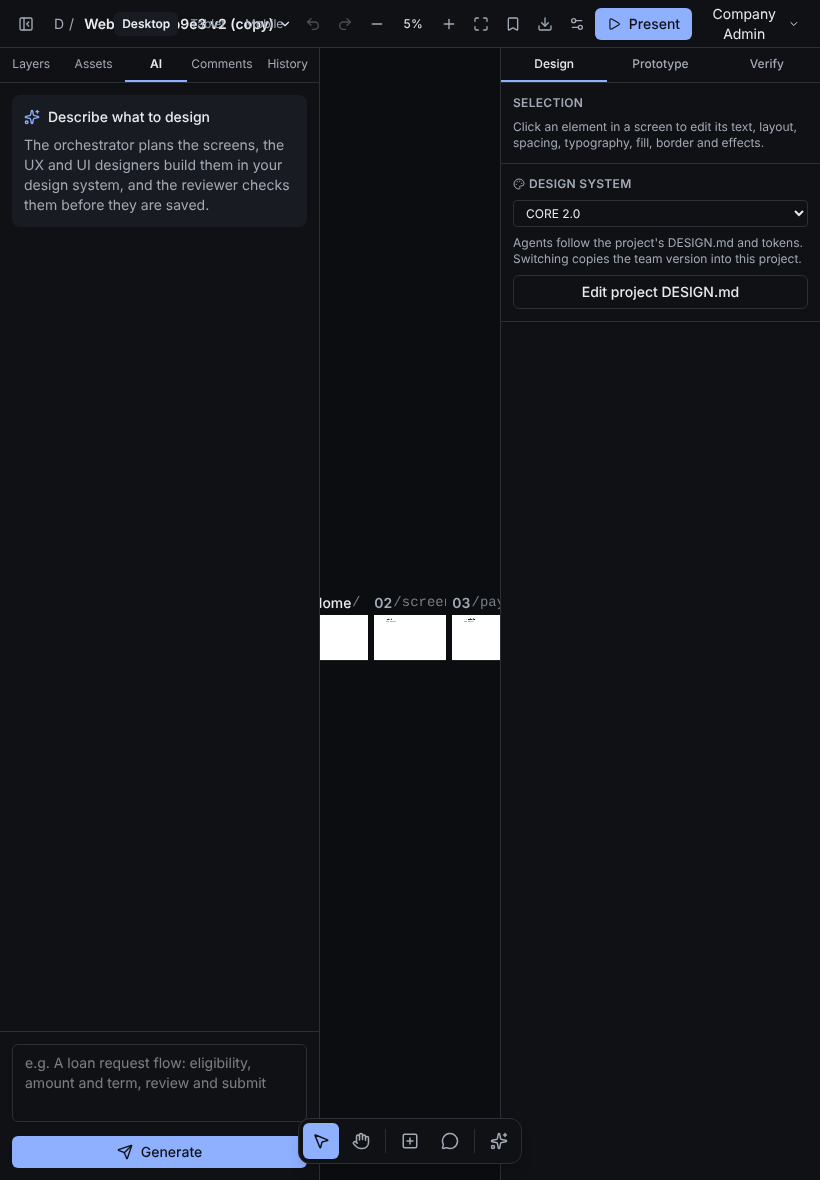 D / Web Desktop 9e3 v2 (copy)
5%
Present
Company Admin
Layers Assets AI Comments History
Design Prototype Verify
Describe what to design
The orchestrator plans the screens, the
UX and UI designers build them in your
design system, and the reviewer checks
them before they are saved.
SELECTION
Click an element in a screen to edit its text, layout,
spacing, typography, fill, border and effects.
DESIGN SYSTEM
CORE 2.0
Agents follow the project's DESIGN.md and tokens.
Switching copies the team version into this project.
Edit project DESIGN.md
Home/ 02/screen 03/pay
e.g. A loan request flow: eligibility,
amount and term, review and submit
Generate